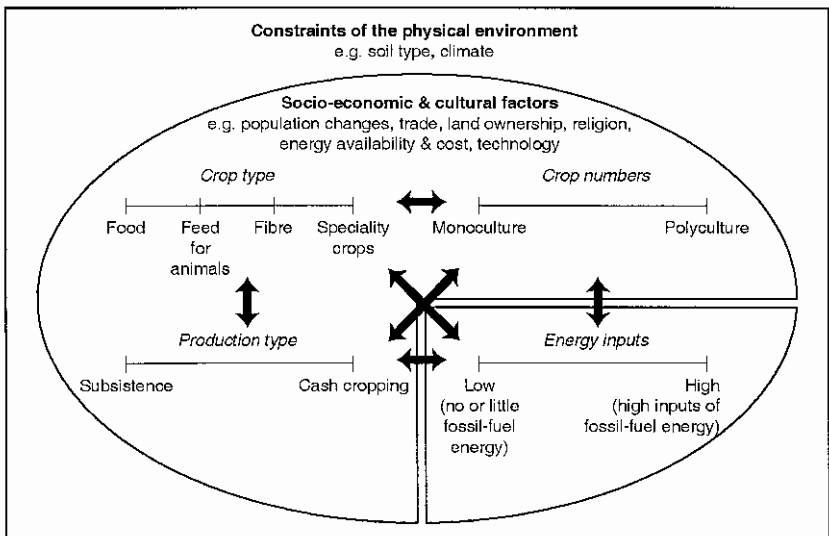 Constraints of the physical environment
e.g. soil type, climate
Socio-economic & cultural factors
e.g. population changes, trade, land ownership, religion,
energy availability & cost, technology
Crop type
Crop numbers
Food
Feed
for
animals
Fibre
Speciality
crops
Monoculture
Polyculture
Production type
Energy inputs
Subsistence
Cash cropping
Low
(no or little
fossil-fuel
energy)
High
(high inputs of
fossil-fuel energy)